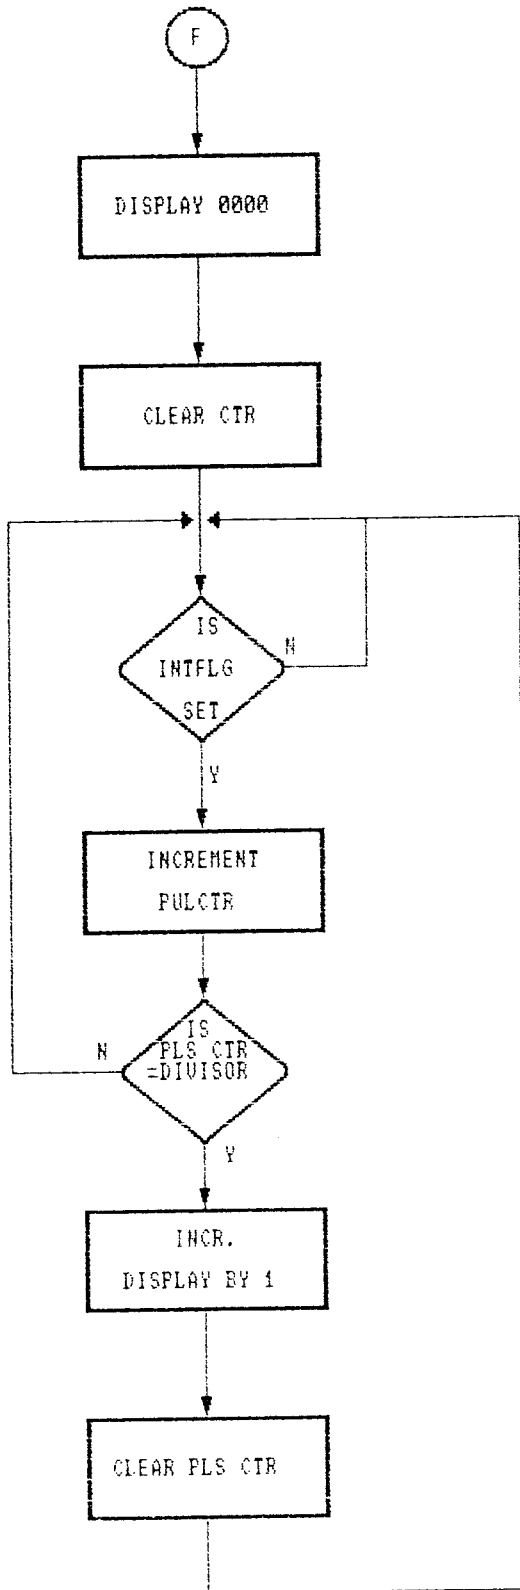 F
DISPLAY 0000
CLEAR CTR
IS
INTFLG
SET
N
Y
INCREMENT
PULCTR
IS
PLS CTR
=DIVISOR
N
Y
INCR.
DISPLAY BY 1
CLEAR PLS CTR